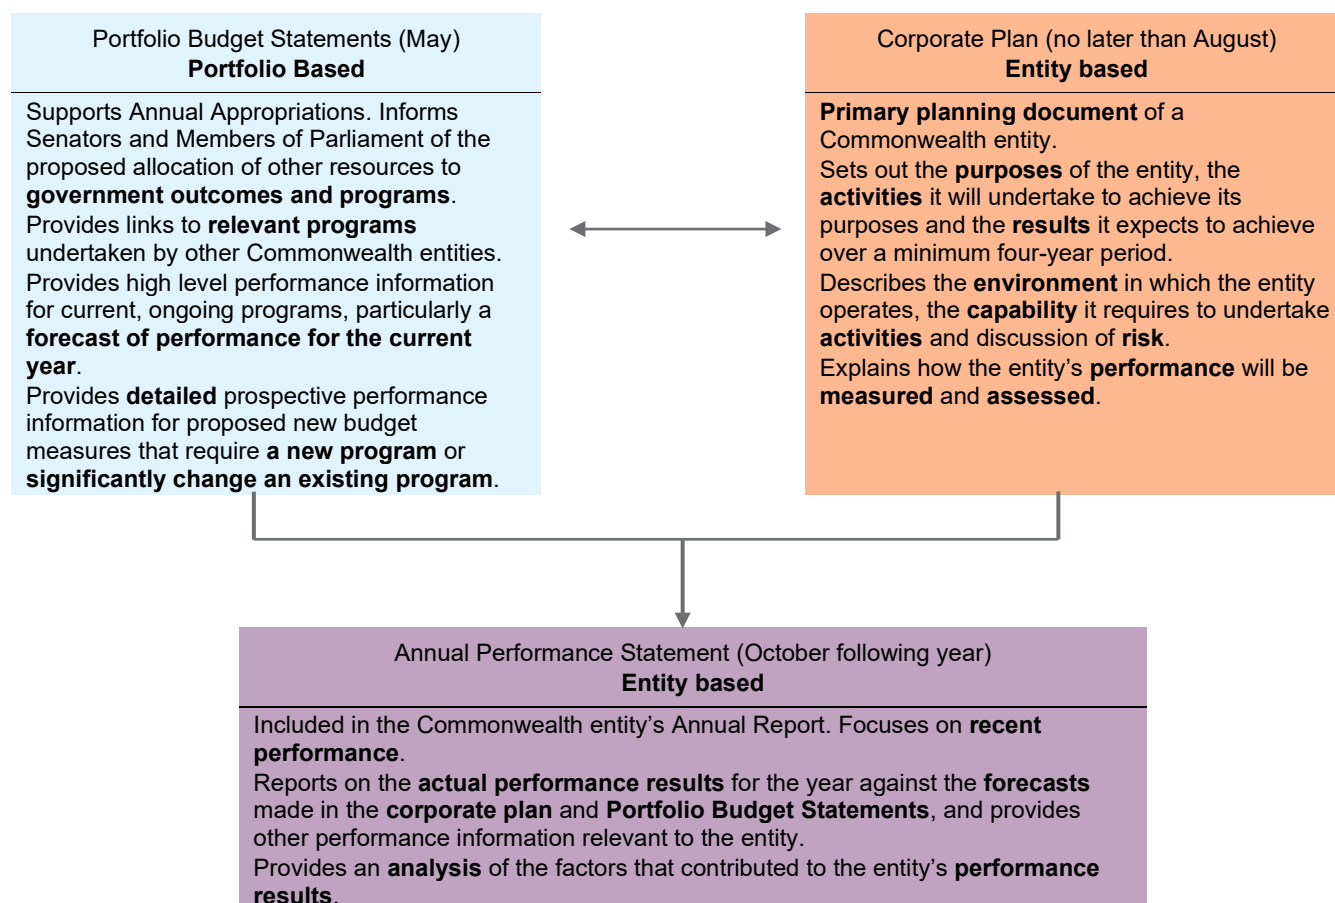 Portfolio Budget Statements (May)
Portfolio Based
Supports Annual Appropriations. Informs
Senators and Members of Parliament of the
proposed allocation of other resources to
government outcomes and programs.
Provides links to relevant programs
undertaken by other Commonwealth entities.
Provides high level performance information
for current, ongoing programs, particularly a
forecast of performance for the current
year.
Provides detailed prospective performance
information for proposed new budget
measures that require a new program or
significantly change an existing program.
Corporate Plan (no later than August)
Entity based
Primary planning document of a
Commonwealth entity.
Sets out the purposes of the entity, the
activities it will undertake to achieve its
purposes and the results it expects to achieve
over a minimum four-year period.
Describes the environment in which the entity
operates, the capability it requires to undertake
activities and discussion of risk.
Explains how the entity’s performance will be
measured and assessed.
Annual Performance Statement (October following year)
Entity based
Included in the Commonwealth entity’s Annual Report. Focuses on recent
performance.
Reports on the actual performance results for the year against the forecasts
made in the corporate plan and Portfolio Budget Statements, and provides
other performance information relevant to the entity.
Provides an analysis of the factors that contributed to the entity’s performance
results.